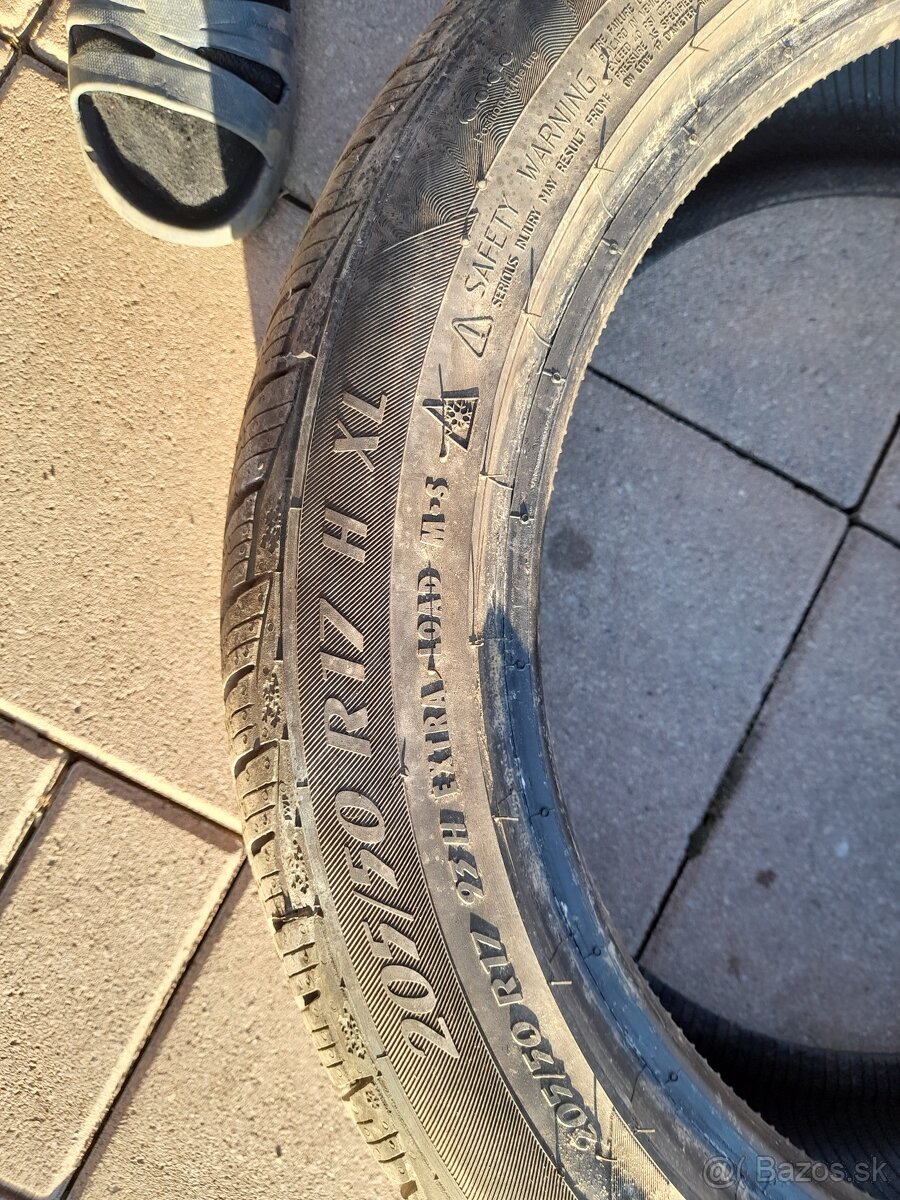 205/50 R17 H XL
205/50 R17 93H EXTRA LOAD M+S
SAFETY WARNING
SERIOUS INJURY MAY RESULT FROM
@( Bazos.sk